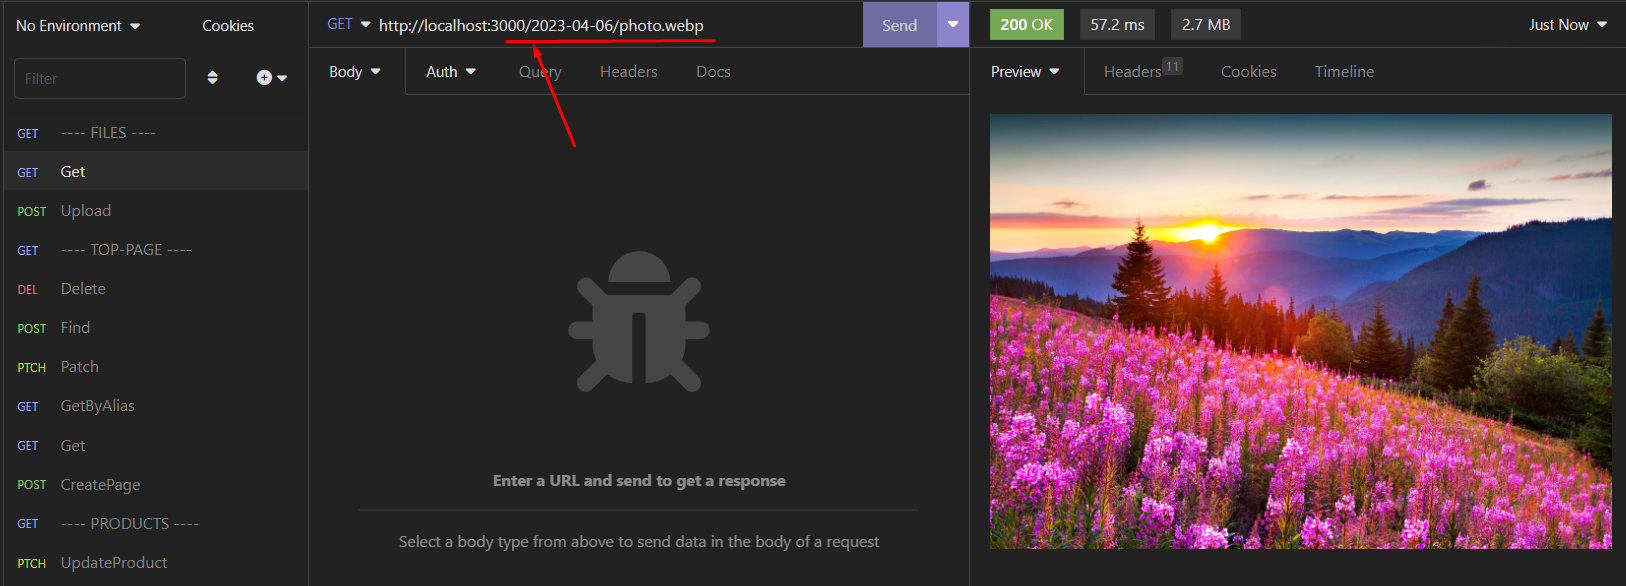 No Environment
Cookies
Filter
GET ---- FILES ----
GET Get
POST Upload
GET ---- TOP-PAGE ----
DEL Delete
POST Find
PTCH Patch
GET GetByAlias
GET Get
POST CreatePage
GET ---- PRODUCTS ----
PTCH UpdateProduct
GET http://localhost:3000/2023-04-06/photo.webp Send
Body Auth Query Headers Docs
Enter a URL and send to get a response
Select a body type from above to send data in the body of a request
200 OK 57.2 ms 2.7 MB Just Now
Preview Headers 11 Cookies Timeline